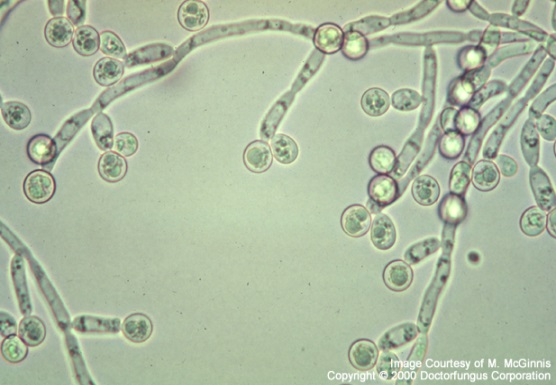 Image Courtesy of M. McGinnis
Copyright © 2000 Doctorfungus Corporation